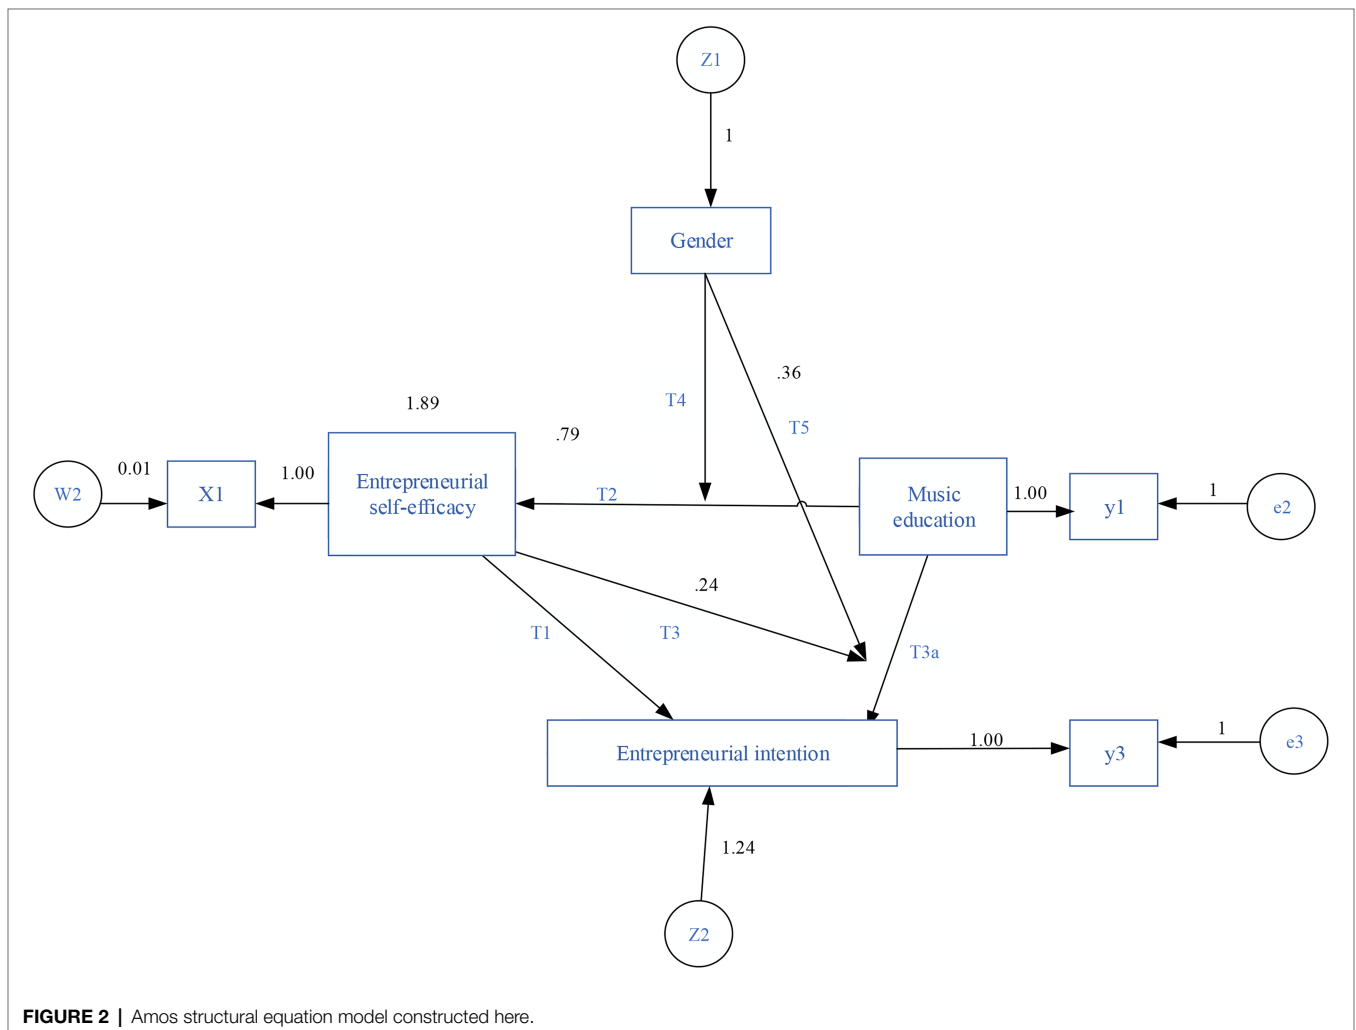 Z1
1
Gender
.36
T4
T5
1.89
.79
W2
0.01
X1
1.00
Entrepreneurial
self-efficacy
T2
Music
education
1.00
y1
1
e2
.24
T1
T3
T3a
Entrepreneurial intention
1.00
y3
1
e3
1.24
Z2
FIGURE 2 | Amos structural equation model constructed here.